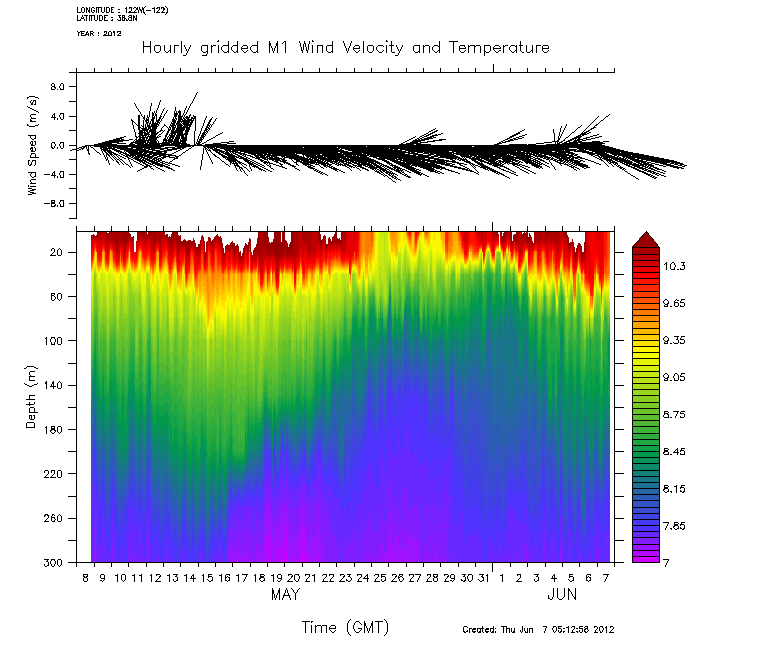 LONGITUDE : 122W(-122)
LATITUDE : 36.8N
YEAR : 2012
Hourly gridded M1 Wind Velocity and Temperature
Wind Speed (m/s)
8.0
4.0
0.0
-4.0
-8.0
Depth (m)
20
60
100
140
180
220
260
300
10.3
9.65
9.35
9.05
8.75
8.45
8.15
7.85
7
8 9 10 11 12 13 14 15 16 17 18 19 20 21 22 23 24 25 26 27 28 29 30 31 1 2 3 4 5 6 7
MAY JUN
Time (GMT)
Created: Thu Jun 7 05:12:58 2012